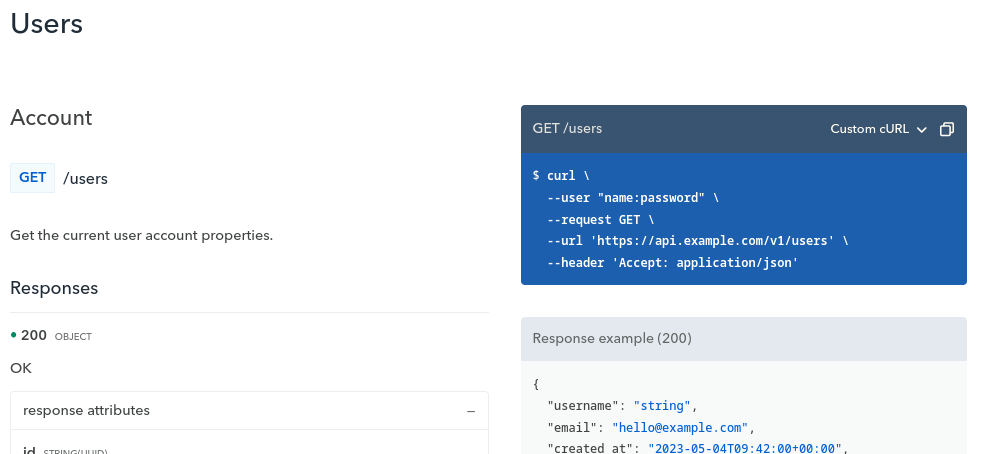 Users
Account
GET /users
Get the current user account properties.
Responses
200 OBJECT
OK
response attributes
id STRING(UUID)
GET /users Custom cURL
$ curl \
--user "name:password" \
--request GET \
--url 'https://api.example.com/v1/users' \
--header 'Accept: application/json'
Response example (200)
{
"username": "string",
"email": "hello@example.com",
"created_at": "2023-05-04T09:42:00+00:00",